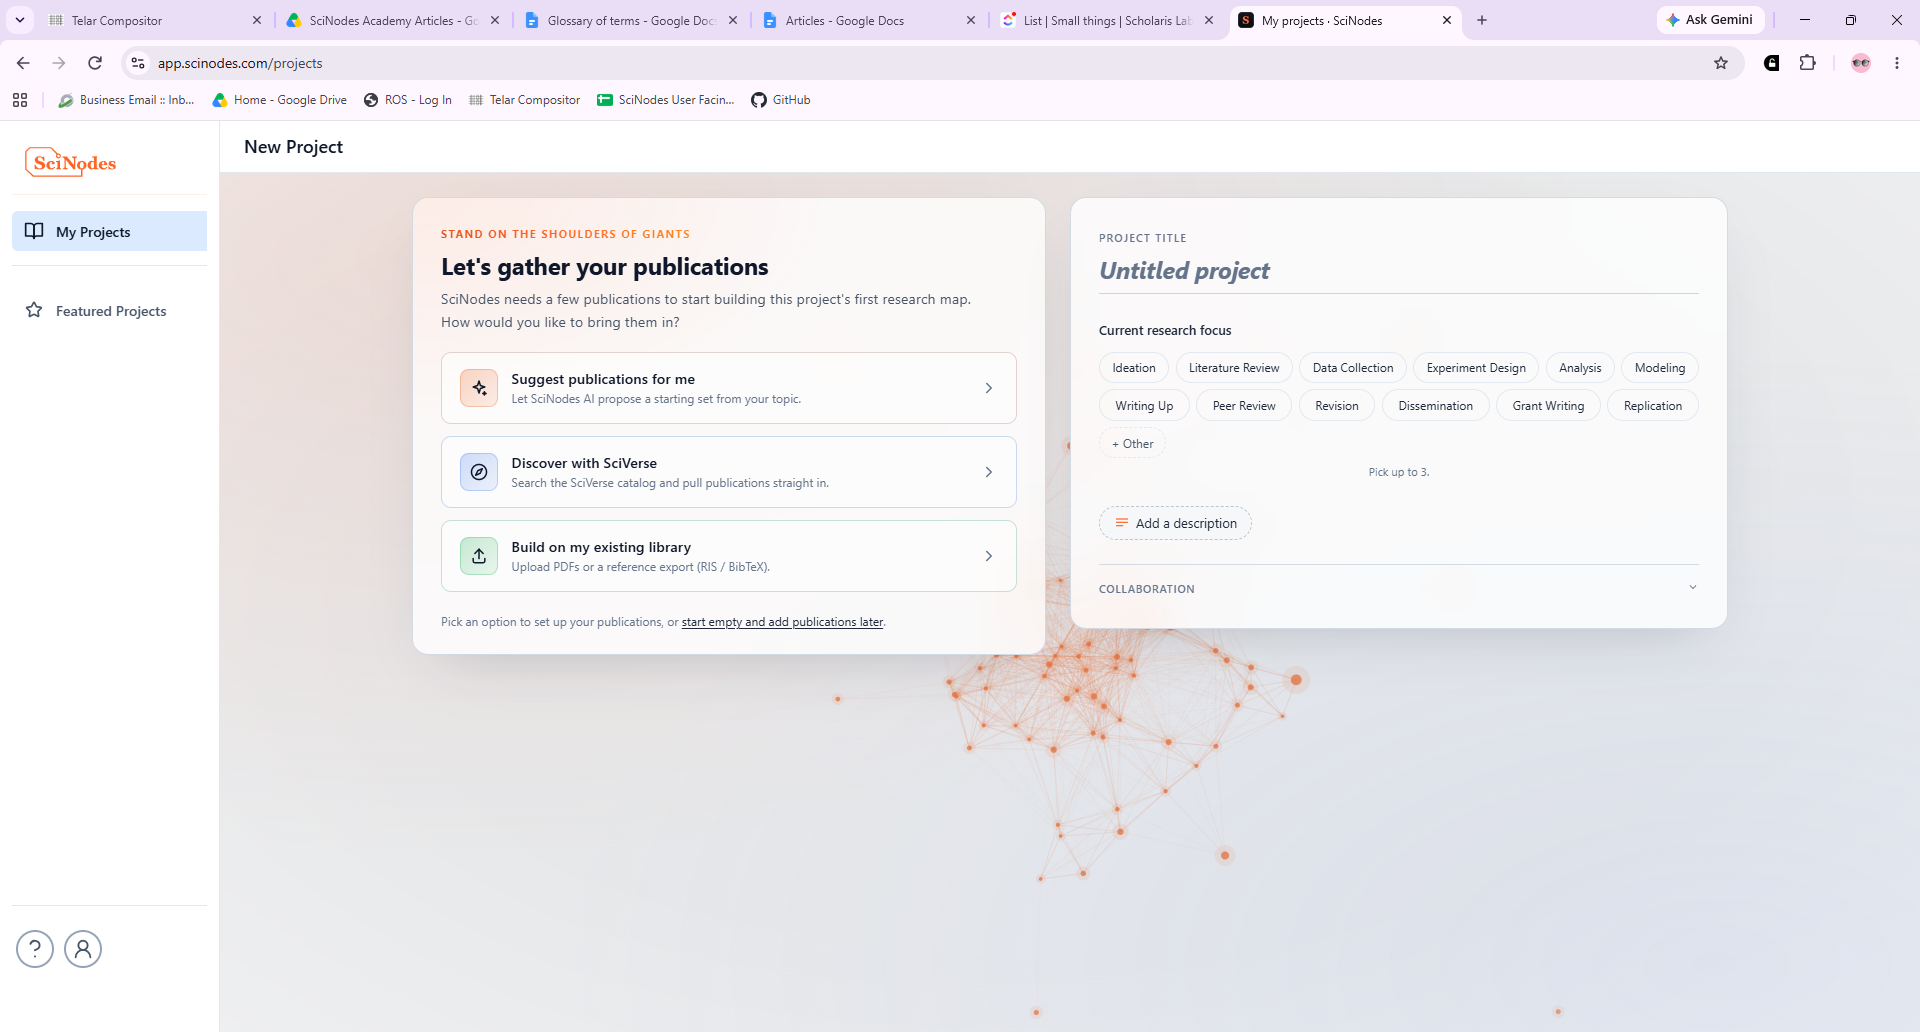 Telar Compositor
SciNodes Academy Articles - Go
Glossary of terms - Google Docs
Articles - Google Docs
List | Small things | Scholaris Lab
My projects · SciNodes
Ask Gemini
app.scinodes.com/projects
Business Email :: Inb...
Home - Google Drive
ROS - Log In
Telar Compositor
SciNodes User Facin...
GitHub
SciNodes
New Project
My Projects
Featured Projects
STAND ON THE SHOULDERS OF GIANTS
Let's gather your publications
SciNodes needs a few publications to start building this project's first research map.
How would you like to bring them in?
Suggest publications for me
Let SciNodes AI propose a starting set from your topic.
Discover with SciVerse
Search the SciVerse catalog and pull publications straight in.
Build on my existing library
Upload PDFs or a reference export (RIS / BibTeX).
Pick an option to set up your publications, or start empty and add publications later.
PROJECT TITLE
Untitled project
Current research focus
Ideation
Literature Review
Data Collection
Experiment Design
Analysis
Modeling
Writing Up
Peer Review
Revision
Dissemination
Grant Writing
Replication
+ Other
Pick up to 3.
Add a description
COLLABORATION
?